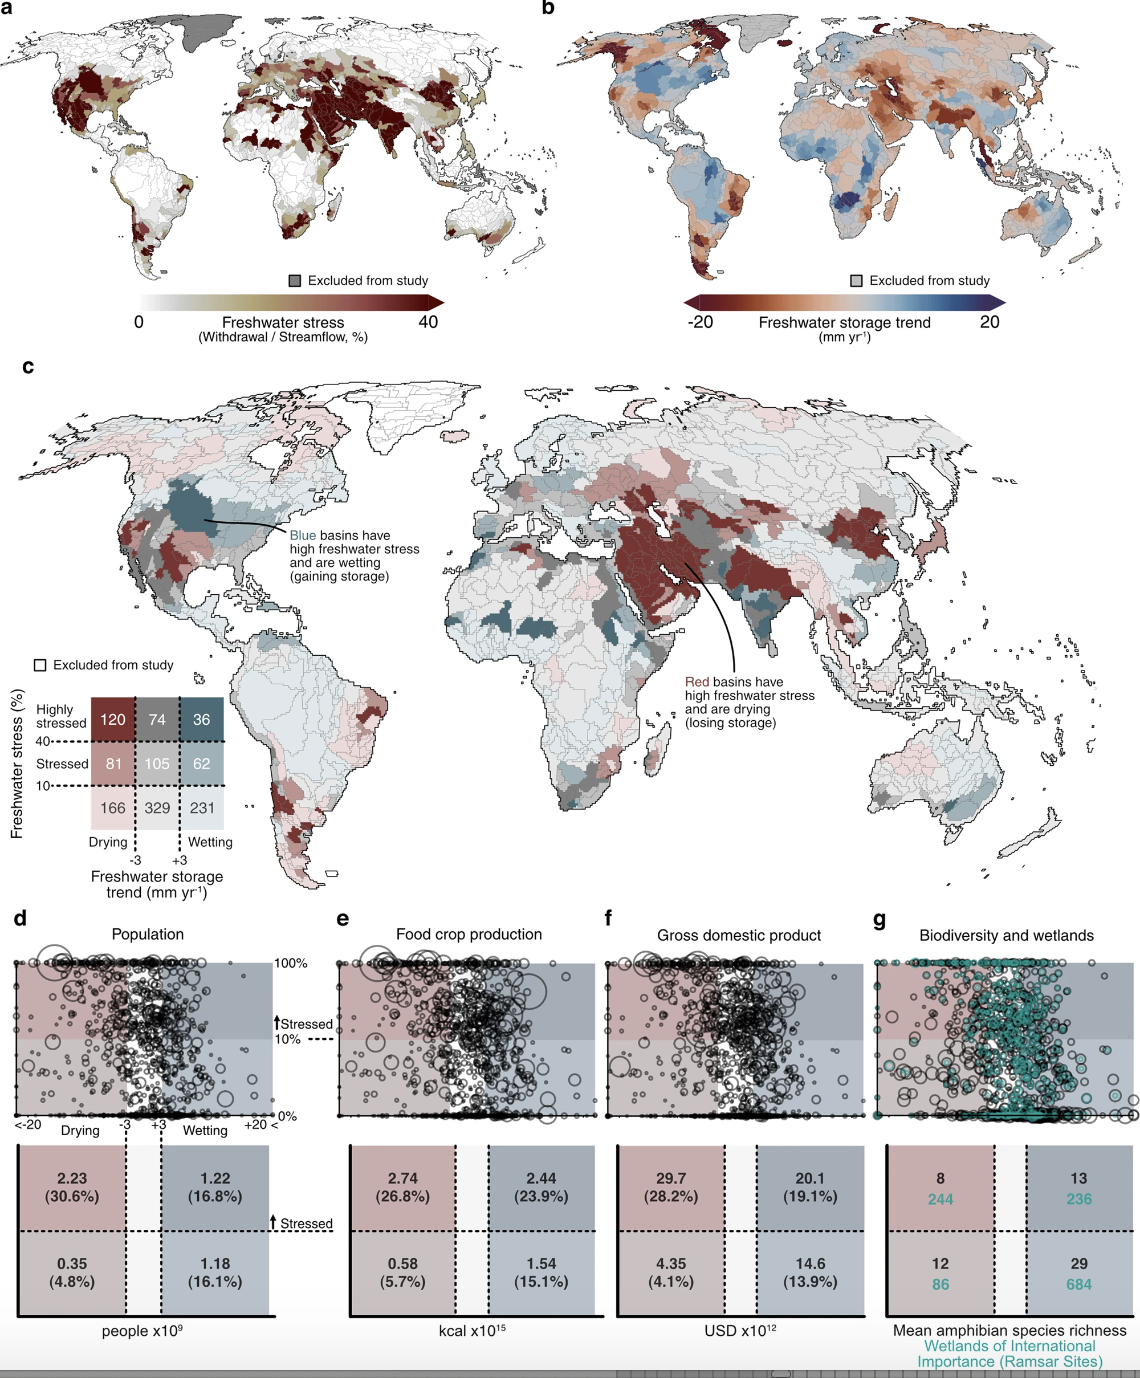 a
b
Excluded from study
0
40
Freshwater stress
(Withdrawal / Streamflow, %)
Excluded from study
-20
20
Freshwater storage trend
(mm yr⁻¹)
c
Blue basins have
high freshwater stress
and are wetting
(gaining storage)
Red basins have
high freshwater stress
and are drying
(losing storage)
Excluded from study
Freshwater stress (%)
Highly
stressed
120 74 36
40
Stressed
81 105 62
10
166 329 231
Drying
Wetting
-3 +3
Freshwater storage
trend (mm yr⁻¹)
d
Population
100%
Stressed
10%
0%
<-20 Drying -3 +3 Wetting +20 <
2.23
(30.6%)
1.22
(16.8%)
Stressed
0.35
(4.8%)
1.18
(16.1%)
people x10⁹
e
Food crop production
2.74
(26.8%)
2.44
(23.9%)
0.58
(5.7%)
1.54
(15.1%)
kcal x10¹⁵
f
Gross domestic product
29.7
(28.2%)
20.1
(19.1%)
4.35
(4.1%)
14.6
(13.9%)
USD x10¹²
g
Biodiversity and wetlands
8
244
13
236
12
86
29
684
Mean amphibian species richness
Wetlands of International
Importance (Ramsar Sites)